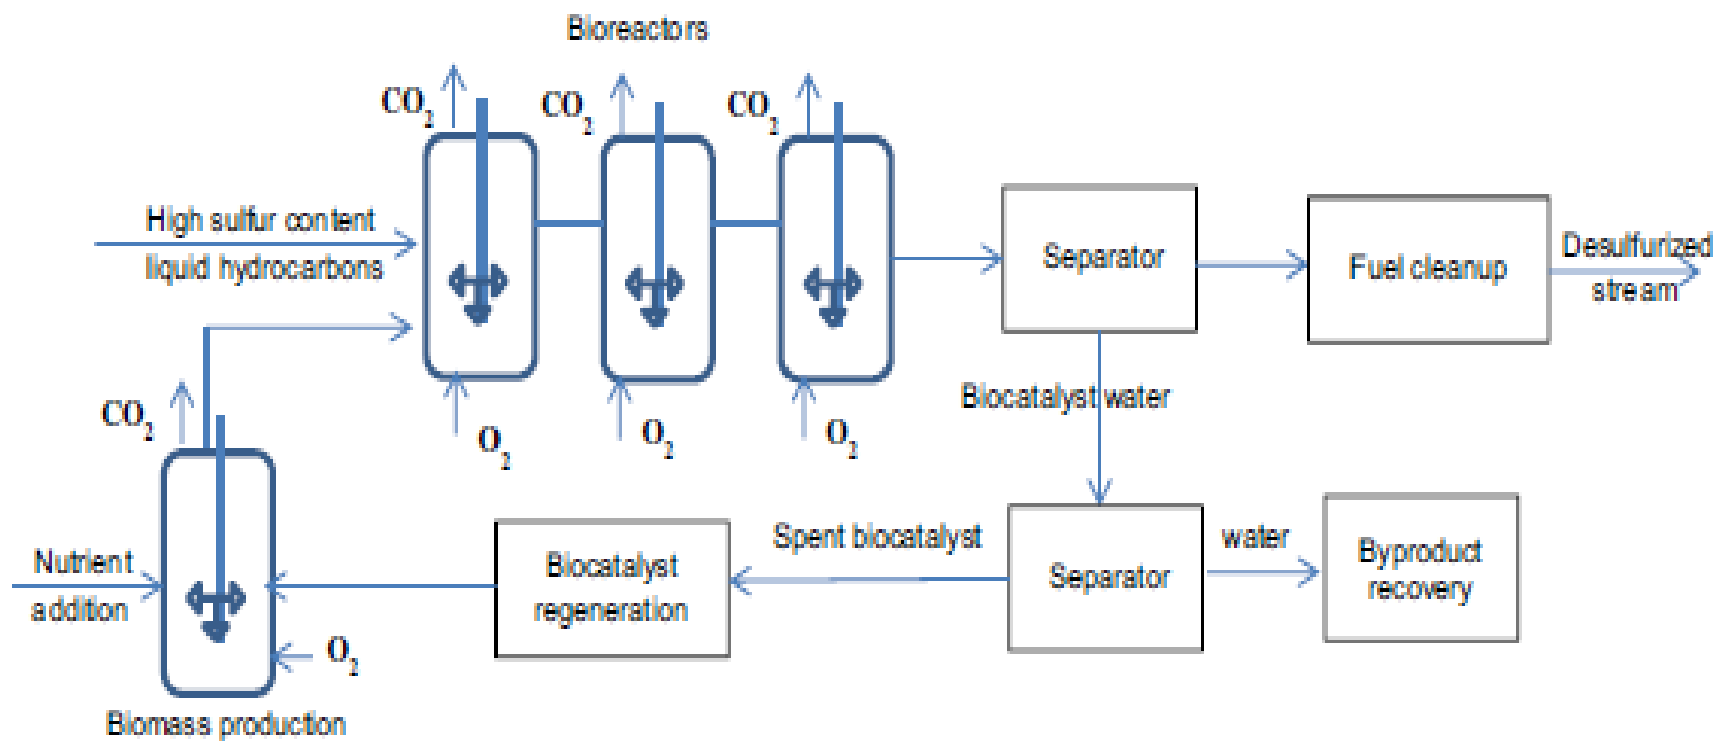 Bioreactors
CO2
CO2
CO2
High sulfur content
liquid hydrocarbons
Separator
Fuel cleanup
Desulfurized
stream
O2
O2
O2
Biocatalyst water
CO2
Nutrient
addition
O2
Biomass production
Biocatalyst
regeneration
Spent biocatalyst
Separator
water
Byproduct
recovery